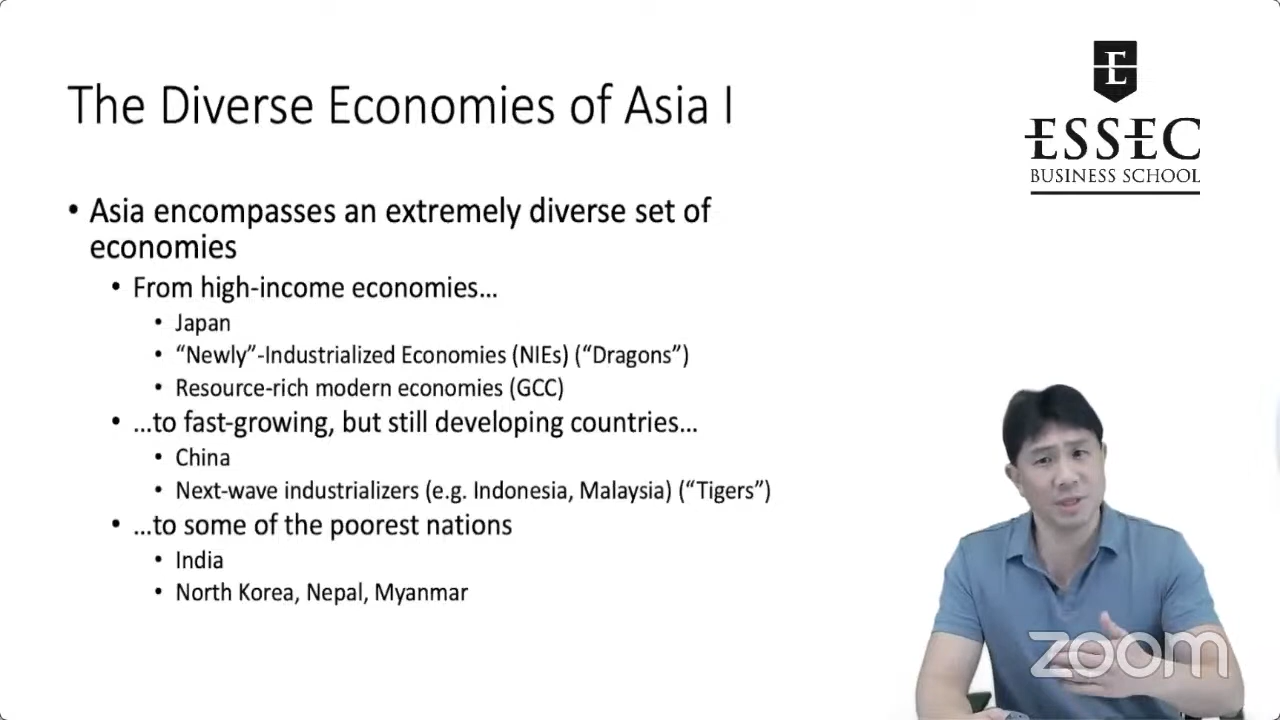 The Diverse Economies of Asia I
E
ESSEC
BUSINESS SCHOOL
• Asia encompasses an extremely diverse set of
economies
• From high-income economies...
• Japan
• “Newly”-Industrialized Economies (NIEs) (“Dragons”)
• Resource-rich modern economies (GCC)
• ...to fast-growing, but still developing countries...
• China
• Next-wave industrializers (e.g. Indonesia, Malaysia) (“Tigers”)
• ...to some of the poorest nations
• India
• North Korea, Nepal, Myanmar
zoom